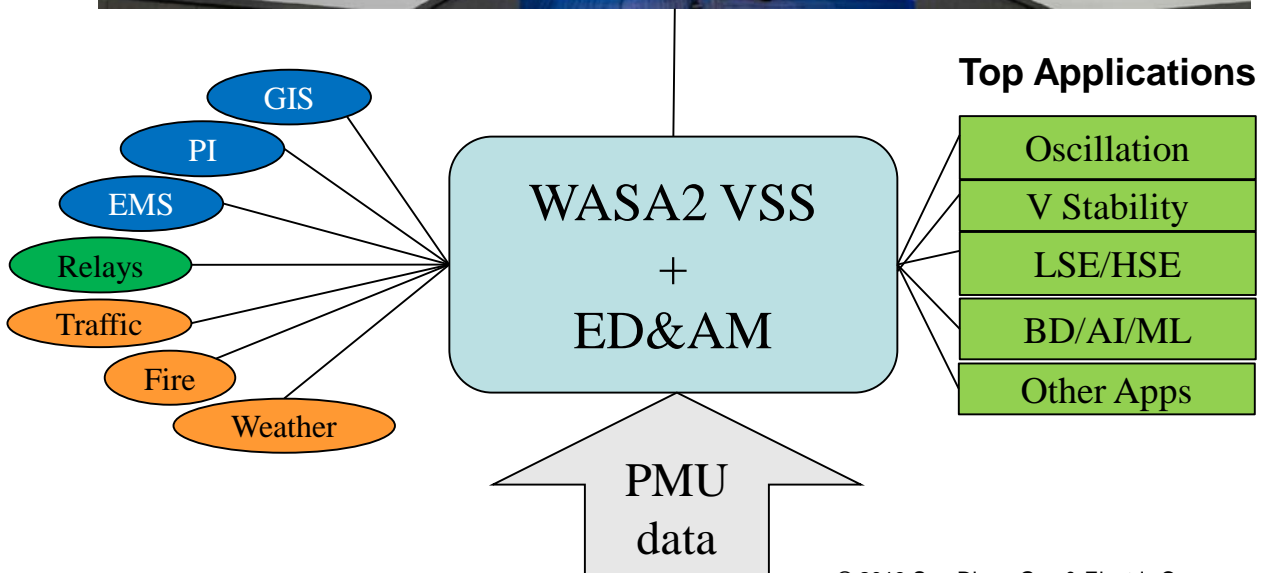 Top Applications
GIS
PI
EMS
Relays
Traffic
Fire
Weather
WASA2 VSS
+
ED&AM
Oscillation
V Stability
LSE/HSE
BD/AI/ML
Other Apps
PMU
data